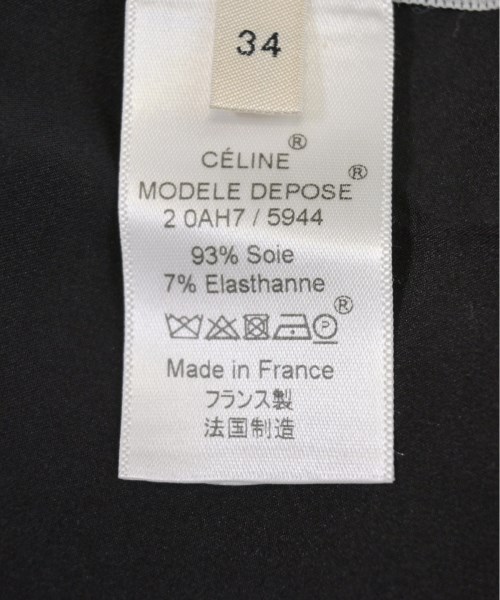 34
CÉLINE®
MODELE DEPOSE®
2 0AH7 / 5944
93% Soie
7% Elasthanne
P ®
Made in France
フランス製
法国制造